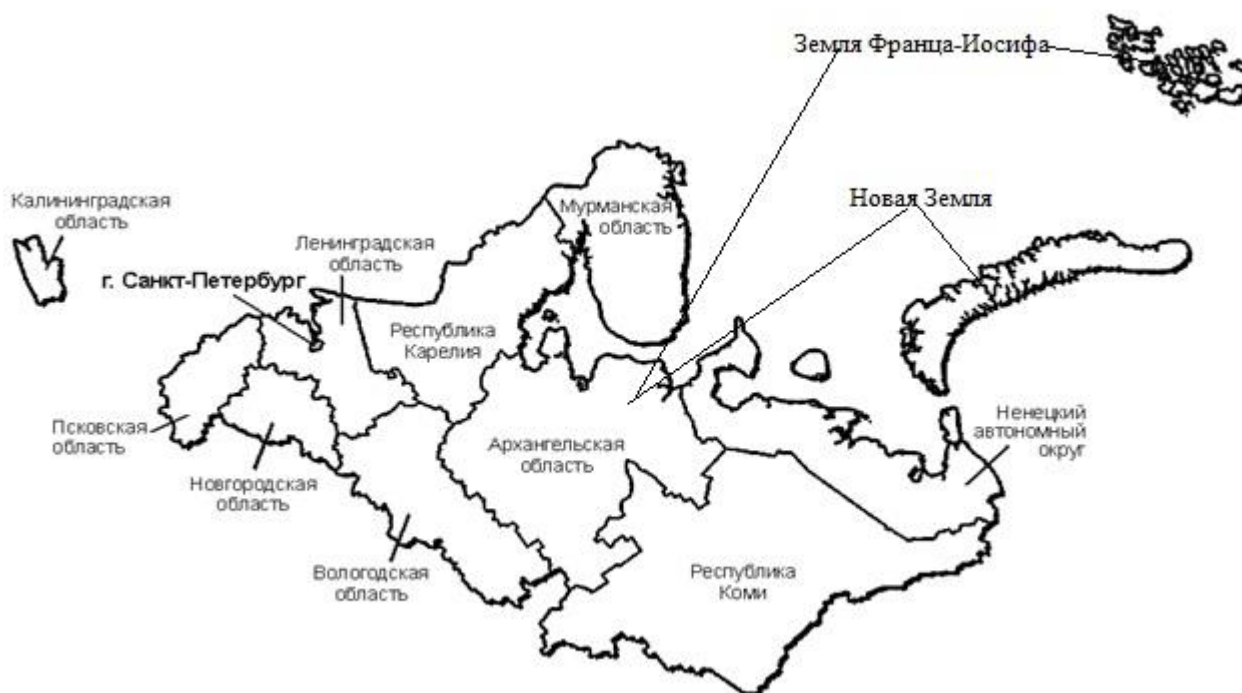 Земля Франца-Иосифа
Новая Земля
Калининградская
область
Мурманская
область
Ленинградская
область
г. Санкт-Петербург
Республика
Карелия
Псковская
область
Новгородская
область
Архангельская
область
Ненецкий
автономный
округ
Вологодская
область
Республика
Коми